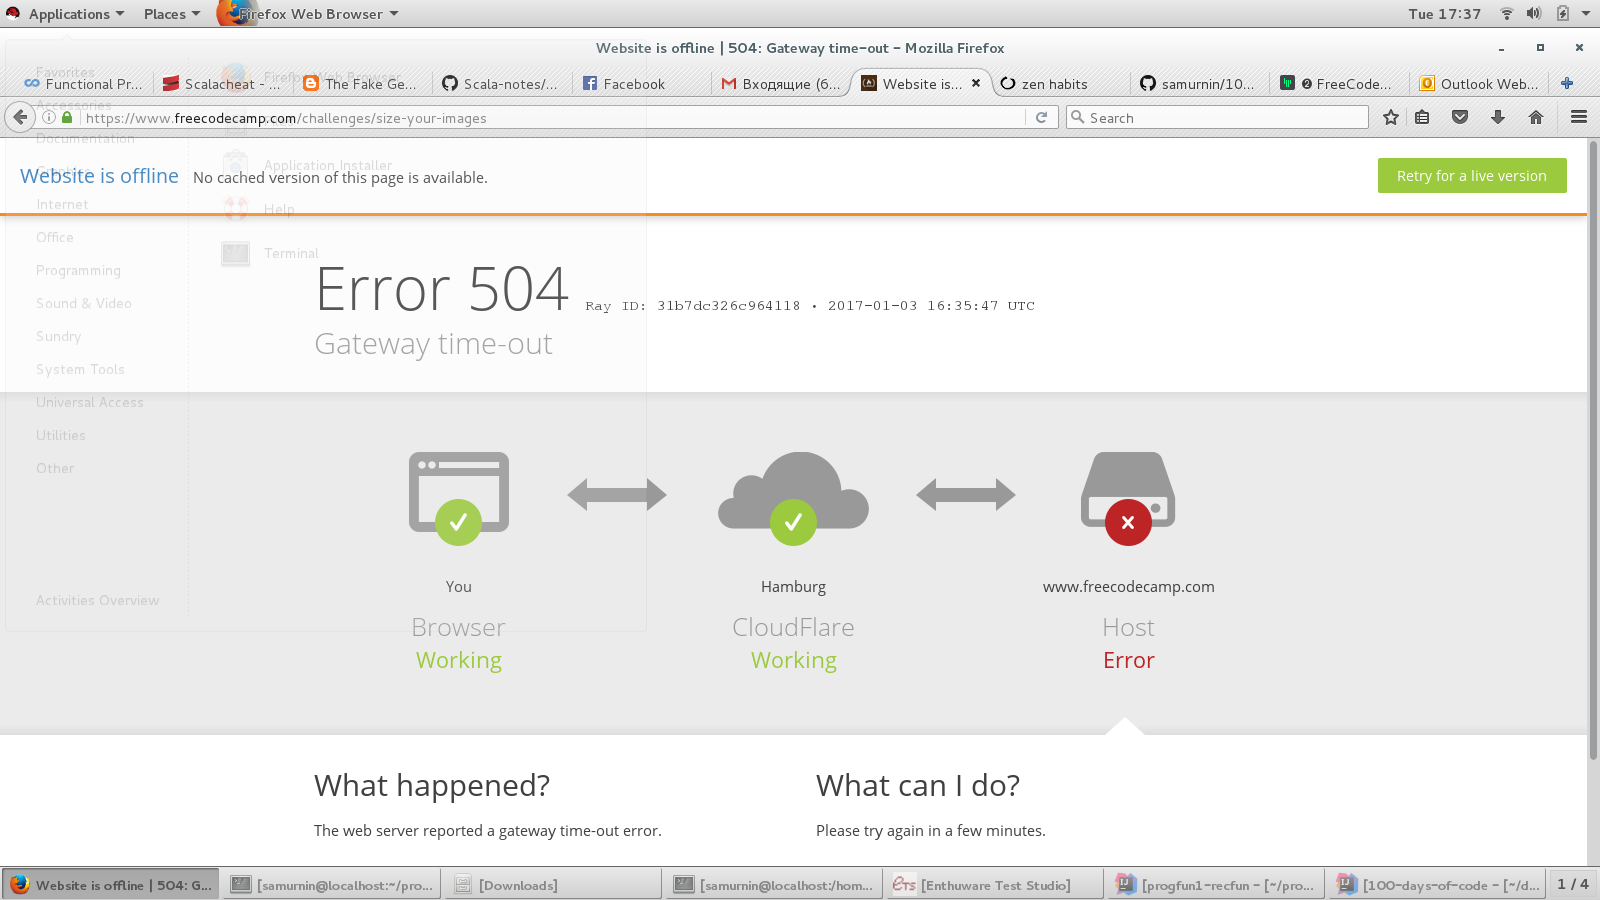 Applications Places Firefox Web Browser Tue 17:37
Website is offline | 504: Gateway time-out - Mozilla Firefox
Functional Pr... Scalacheat - '... The Fake Ge... Scala-notes/... Facebook Входящие (6... Website is... zen habits samurnin/10... ❷ FreeCode... Outlook Web...
https://www.freecodecamp.com/challenges/size-your-images Search
Favorites Firefox Web Browser
Accessories
Documentation
Graphics Application Installer
Website is offline No cached version of this page is available. Retry for a live version
Internet Help
Office
Terminal
Programming
Error 504 Ray ID: 31b7dc326c964118 • 2017-01-03 16:35:47 UTC
Sound & Video
Sundry
Gateway time-out
System Tools
Universal Access
Utilities
Other
You Hamburg www.freecodecamp.com
Activities Overview
Browser CloudFlare Host
Working Working Error
What happened? What can I do?
The web server reported a gateway time-out error. Please try again in a few minutes.
Website is offline | 504: G... [samurnin@localhost:~/pro... [Downloads] [samurnin@localhost:/hom... Ets [Enthuware Test Studio] [progfun1-recfun - [~/pro... [100-days-of-code - [~/d... 1 / 4